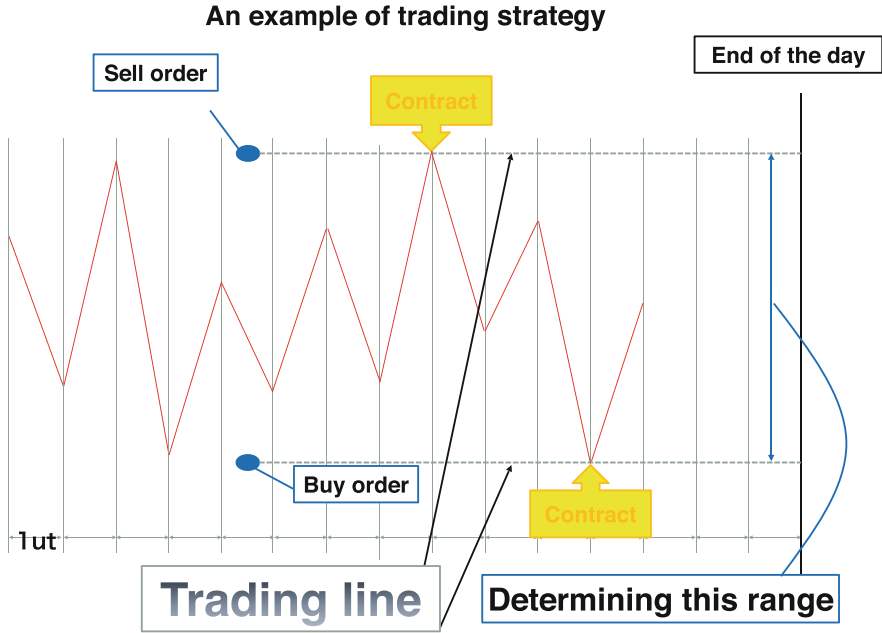 An example of trading strategy
Sell order
End of the day
Contract
Buy order
Contract
1ut
Trading line
Determining this range